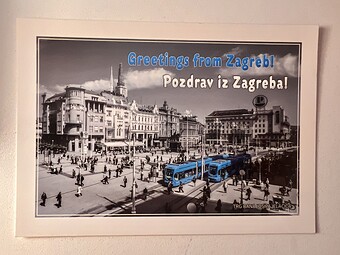 Greetings from Zagreb!
Pozdrav iz Zagreba!